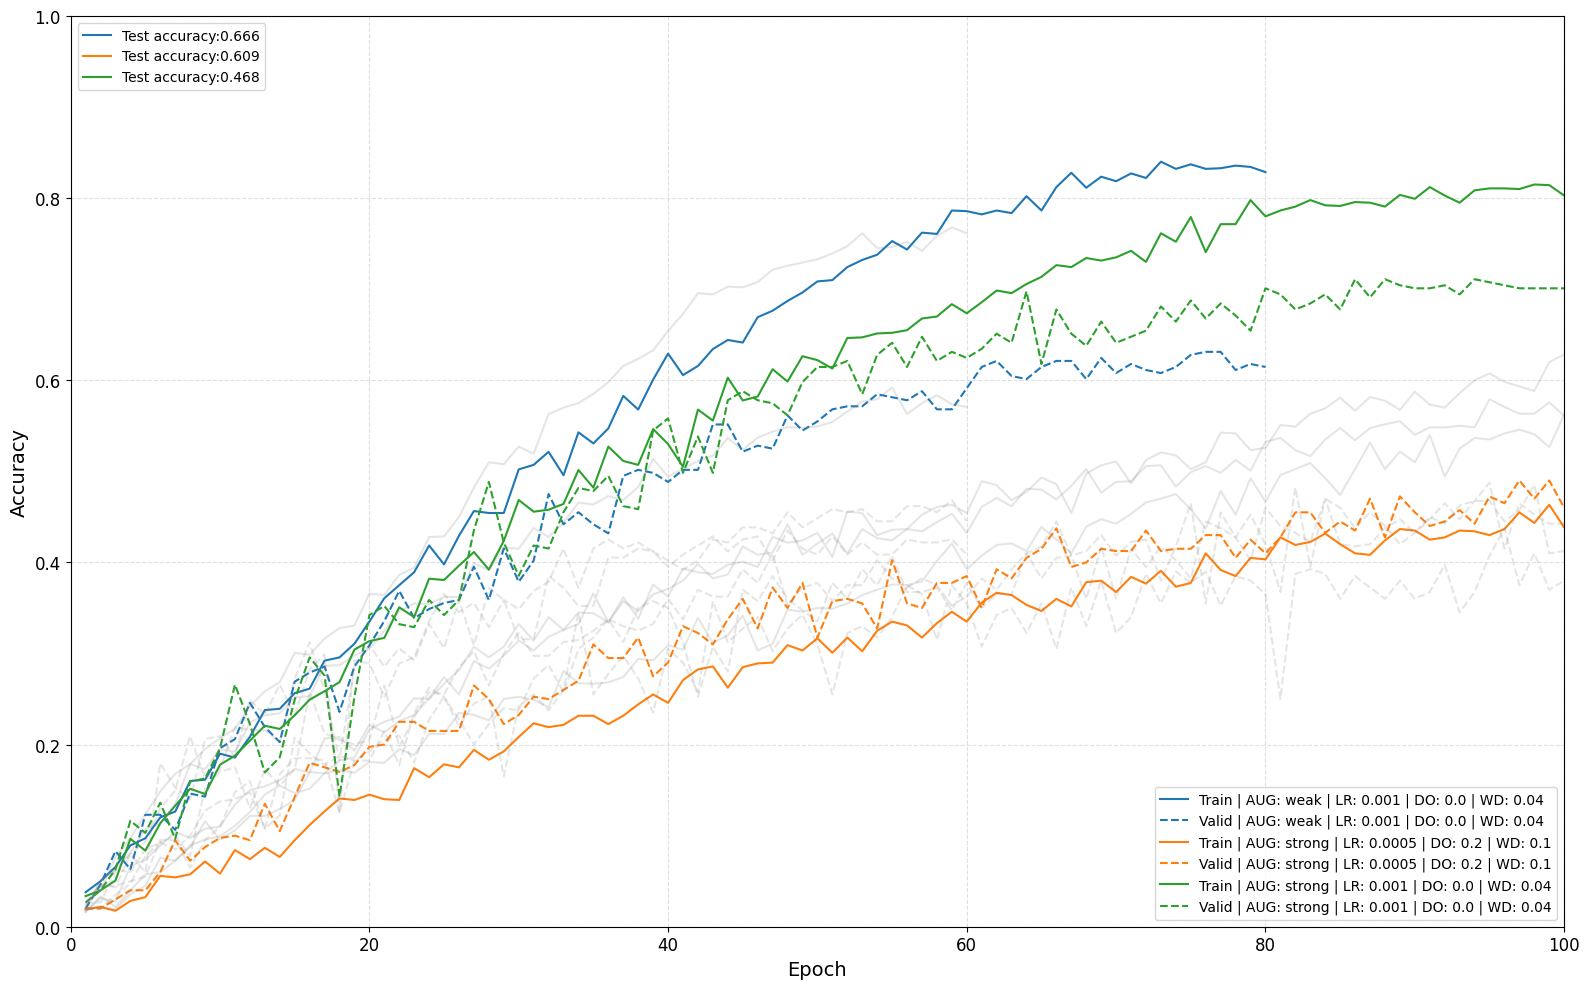 Test accuracy:0.666
Test accuracy:0.609
Test accuracy:0.468
1.0
0.8
0.6
0.4
0.2
0.0
Accuracy
0 20 40 60 80 100
Epoch
Train | AUG: weak | LR: 0.001 | DO: 0.0 | WD: 0.04
Valid | AUG: weak | LR: 0.001 | DO: 0.0 | WD: 0.04
Train | AUG: strong | LR: 0.0005 | DO: 0.2 | WD: 0.1
Valid | AUG: strong | LR: 0.0005 | DO: 0.2 | WD: 0.1
Train | AUG: strong | LR: 0.001 | DO: 0.0 | WD: 0.04
Valid | AUG: strong | LR: 0.001 | DO: 0.0 | WD: 0.04